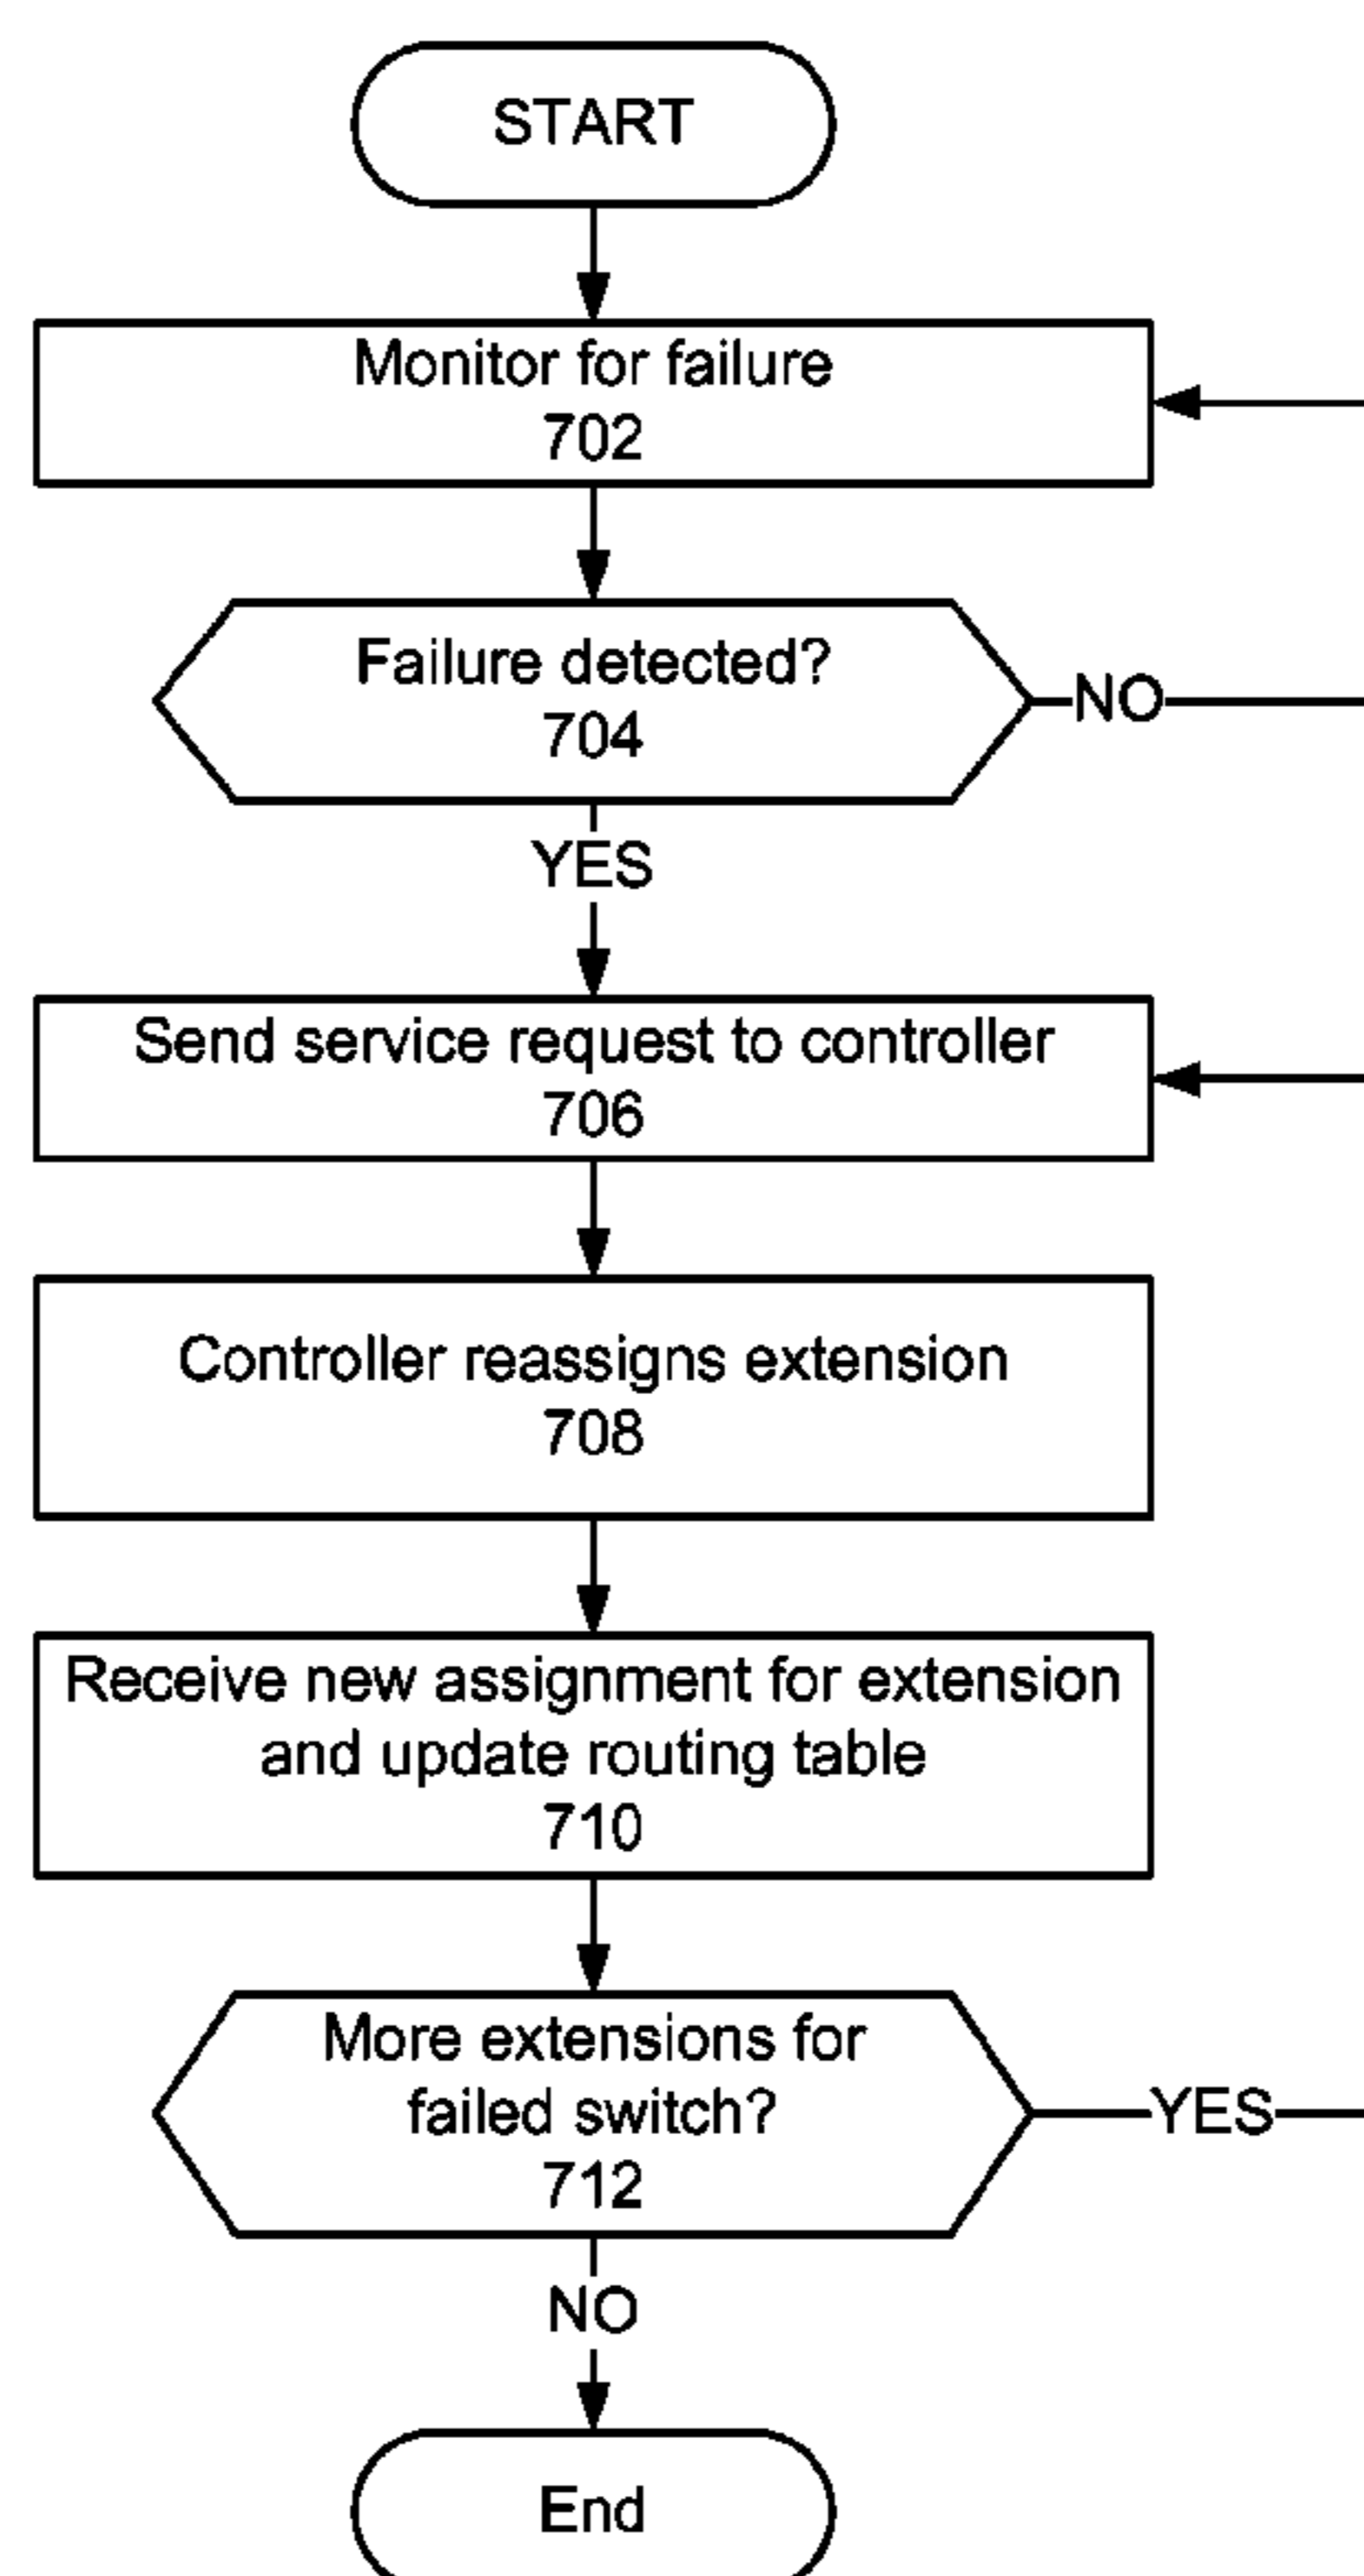 START
Monitor for failure
702
Failure detected?
704
NO
YES
Send service request to controller
706
Controller reassigns extension
708
Receive new assignment for extension
and update routing table
710
More extensions for
failed switch?
712
YES
NO
End